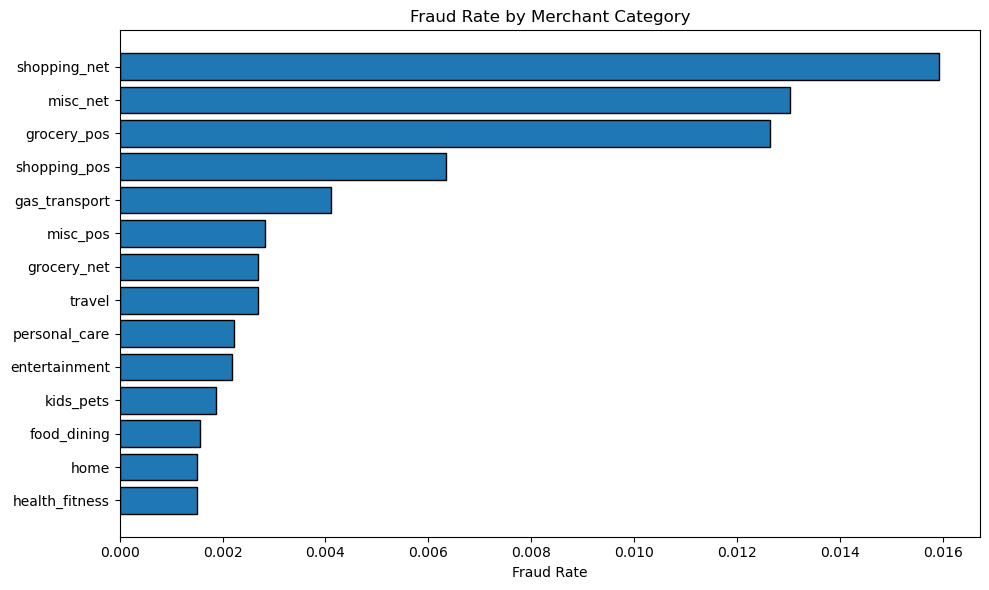 Fraud Rate by Merchant Category
shopping_net
misc_net
grocery_pos
shopping_pos
gas_transport
misc_pos
grocery_net
travel
personal_care
entertainment
kids_pets
food_dining
home
health_fitness
0.000 0.002 0.004 0.006 0.008 0.010 0.012 0.014 0.016
Fraud Rate